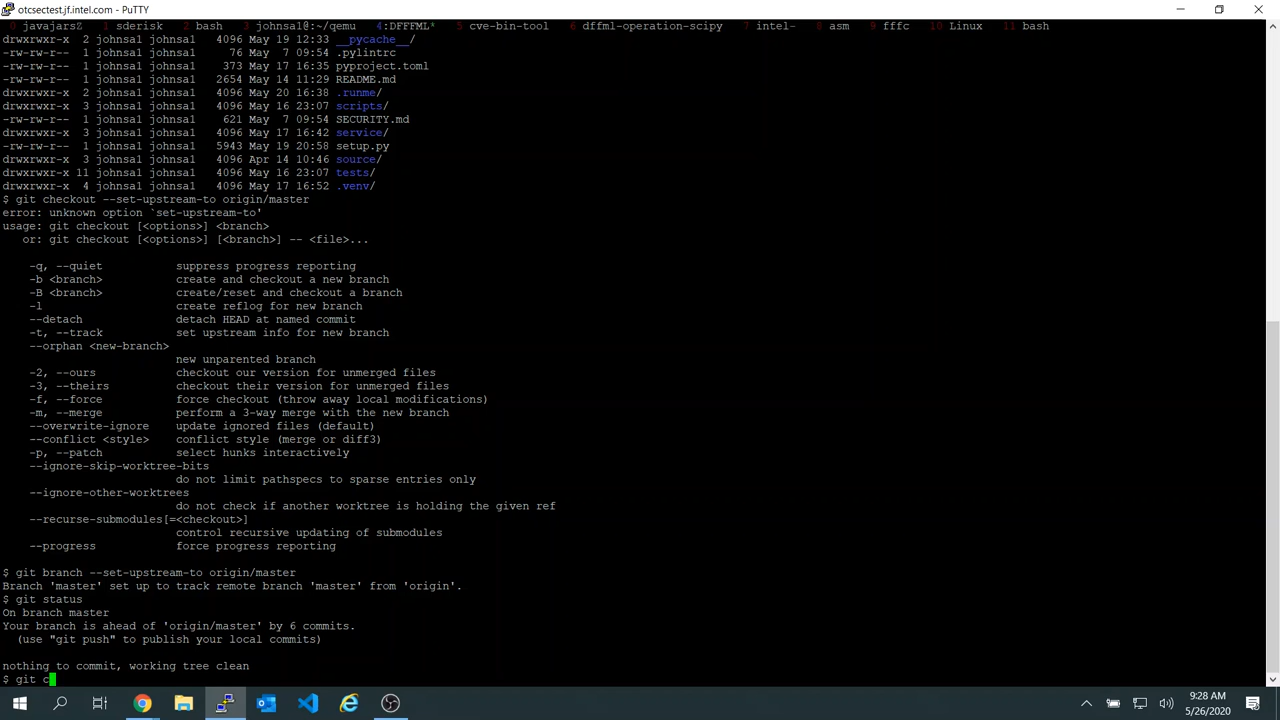 otcsectest.jf.intel.com - PuTTY
0 javajarsZ 1 sderisk 2 bash 3 johnsa1@:~/qemu 4:DFFFML* 5 cve-bin-tool 6 dffml-operation-scipy 7 intel- 8 asm 9 fffc 10 Linux 11 bash
drwxrwxr-x 2 johnsa1 johnsa1 4096 May 19 12:33 __pycache__/
-rw-rw-r-- 1 johnsa1 johnsa1 76 May 7 09:54 .pylintrc
-rw-rw-r-- 1 johnsa1 johnsa1 373 May 17 16:35 pyproject.toml
-rw-rw-r-- 1 johnsa1 johnsa1 2654 May 14 11:29 README.md
drwxrwxr-x 2 johnsa1 johnsa1 4096 May 20 16:38 .runme/
drwxrwxr-x 3 johnsa1 johnsa1 4096 May 16 23:07 scripts/
-rw-rw-r-- 1 johnsa1 johnsa1 621 May 7 09:54 SECURITY.md
drwxrwxr-x 3 johnsa1 johnsa1 4096 May 17 16:42 service/
-rw-rw-r-- 1 johnsa1 johnsa1 5943 May 19 20:58 setup.py
drwxrwxr-x 3 johnsa1 johnsa1 4096 Apr 14 10:46 source/
drwxrwxr-x 11 johnsa1 johnsa1 4096 May 16 23:07 tests/
drwxrwxr-x 4 johnsa1 johnsa1 4096 May 17 16:52 .venv/
$ git checkout --set-upstream-to origin/master
error: unknown option `set-upstream-to'
usage: git checkout [<options>] <branch>
or: git checkout [<options>] [<branch>] -- <file>...
-q, --quiet suppress progress reporting
-b <branch> create and checkout a new branch
-B <branch> create/reset and checkout a branch
-l create reflog for new branch
--detach detach HEAD at named commit
-t, --track set upstream info for new branch
--orphan <new-branch>
new unparented branch
-2, --ours checkout our version for unmerged files
-3, --theirs checkout their version for unmerged files
-f, --force force checkout (throw away local modifications)
-m, --merge perform a 3-way merge with the new branch
--overwrite-ignore update ignored files (default)
--conflict <style> conflict style (merge or diff3)
-p, --patch select hunks interactively
--ignore-skip-worktree-bits
do not limit pathspecs to sparse entries only
--ignore-other-worktrees
do not check if another worktree is holding the given ref
--recurse-submodules[=<checkout>]
control recursive updating of submodules
--progress force progress reporting
$ git branch --set-upstream-to origin/master
Branch 'master' set up to track remote branch 'master' from 'origin'.
$ git status
On branch master
Your branch is ahead of 'origin/master' by 6 commits.
(use "git push" to publish your local commits)
nothing to commit, working tree clean
$ git c
9:28 AM
5/26/2020